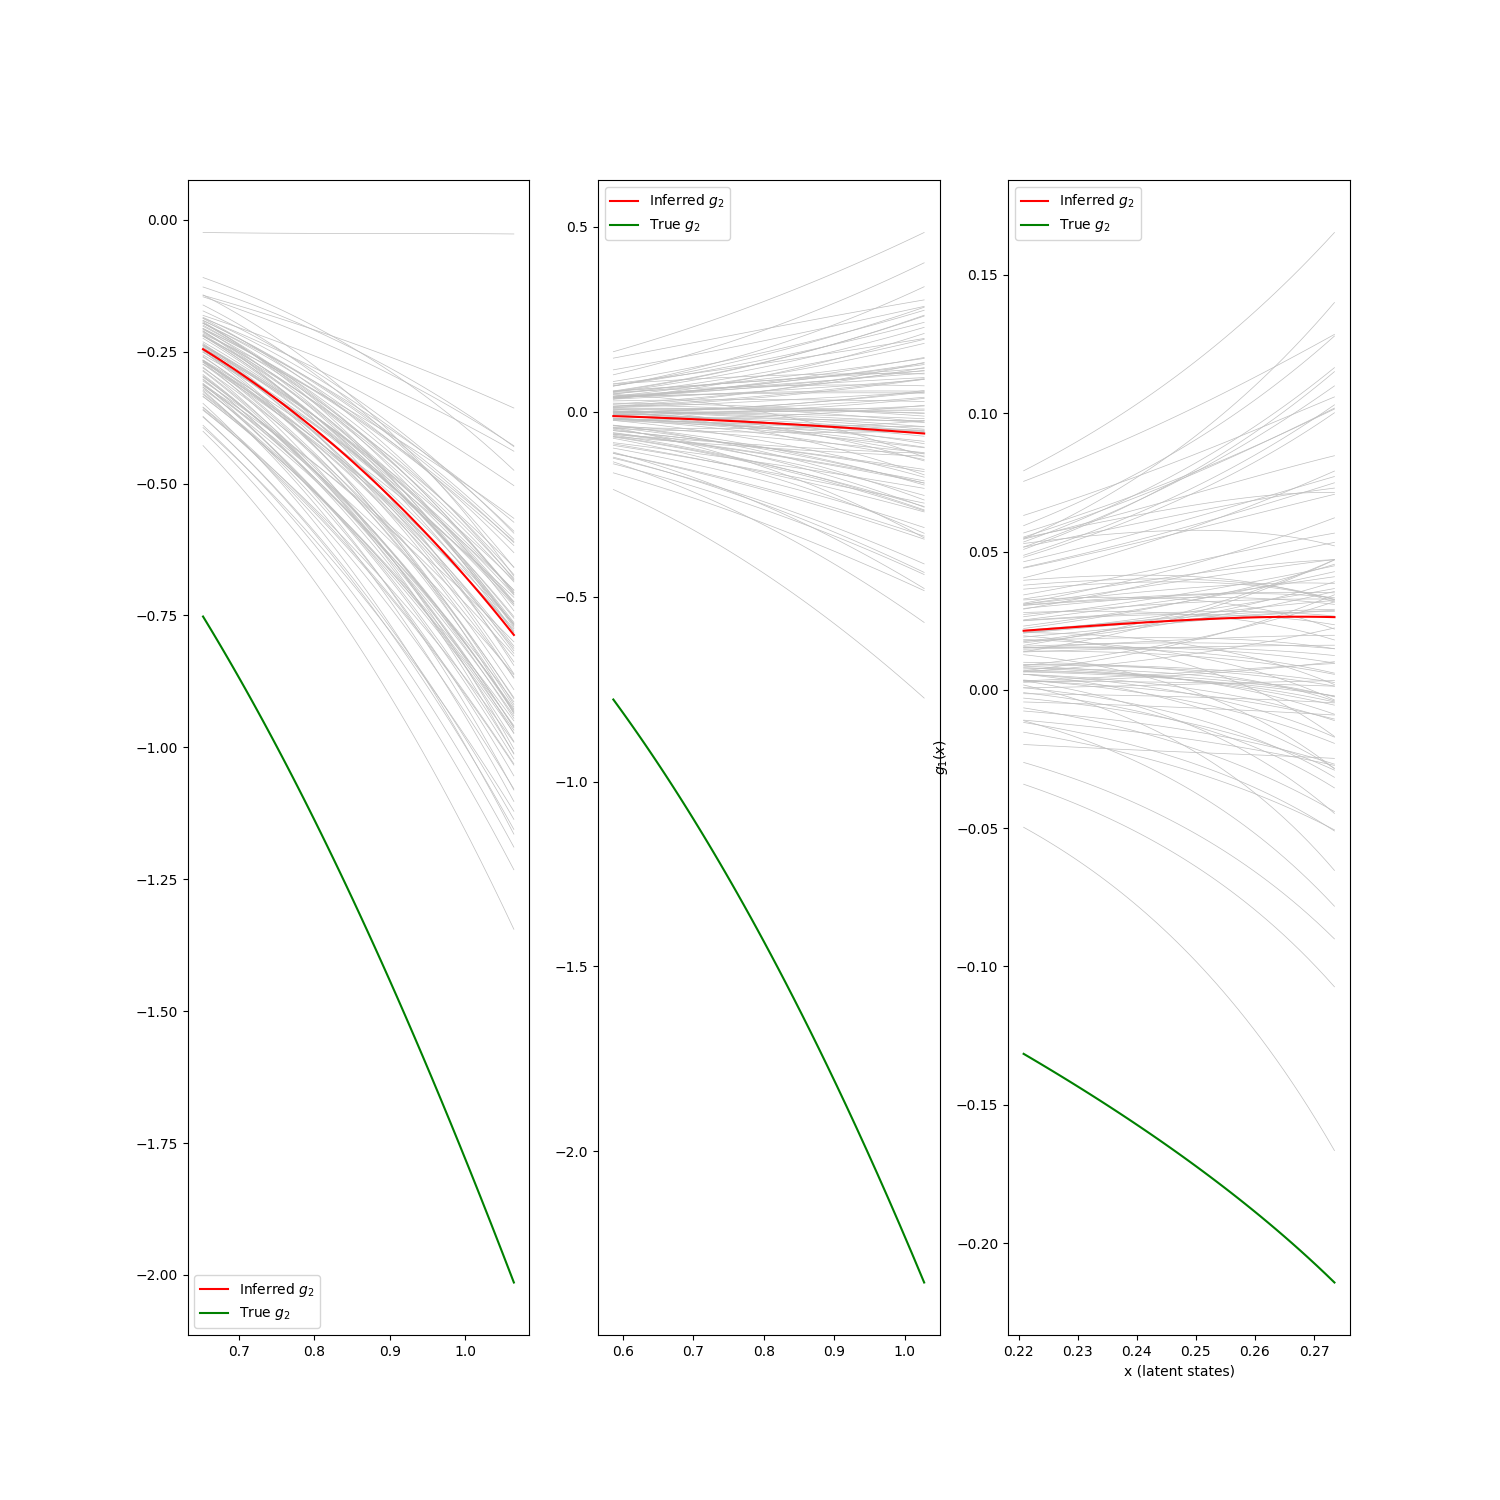 0.00
−0.25
−0.50
−0.75
−1.00
−1.25
−1.50
−1.75
−2.00
0.7 0.8 0.9 1.0
Inferred g₂
True g₂
Inferred g₂
True g₂
0.5
0.0
−0.5
−1.0
−1.5
−2.0
0.6 0.7 0.8 0.9 1.0
Inferred g₂
True g₂
g₁(x)
0.15
0.10
0.05
0.00
−0.05
−0.10
−0.15
−0.20
0.22 0.23 0.24 0.25 0.26 0.27
x (latent states)